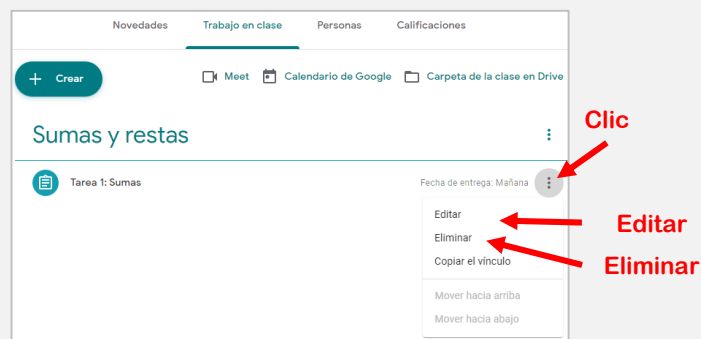 Novedades Trabajo en clase Personas Calificaciones
+ Crear Meet Calendario de Google Carpeta de la clase en Drive
Clic
Sumas y restas
Tarea 1: Sumas Fecha de entrega: Mañana
Editar Editar
Eliminar Eliminar
Copiar el vínculo
Mover hacia arriba
Mover hacia abajo